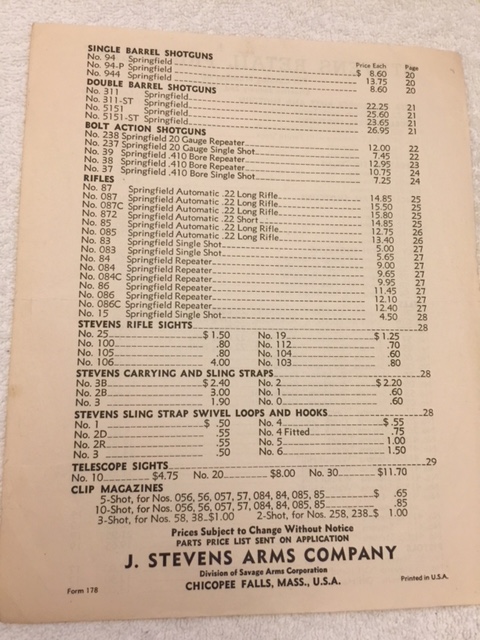 SINGLE BARREL SHOTGUNS Price Each Page
No. 94 Springfield $ 8.60 20
No. 94-P Springfield 13.75 20
No. 944 Springfield 8.60 20
DOUBLE BARREL SHOTGUNS
No. 311 Springfield 22.25 21
No. 311-ST Springfield 25.60 21
No. 5151 Springfield 23.65 21
No. 5151-ST Springfield 26.95 21
BOLT ACTION SHOTGUNS
No. 238 Springfield 20 Gauge Repeater 12.00 22
No. 237 Springfield 20 Gauge Single Shot 7.45 22
No. 39 Springfield .410 Bore Repeater 12.95 23
No. 38 Springfield .410 Bore Repeater 10.75 24
No. 37 Springfield .410 Bore Single Shot 7.25 24
RIFLES
No. 87 Springfield Automatic .22 Long Rifle 14.85 25
No. 087 Springfield Automatic .22 Long Rifle 15.50 25
No. 087C Springfield Automatic .22 Long Rifle 15.80 25
No. 872 Springfield Automatic .22 Short 14.85 25
No. 85 Springfield Automatic .22 Long Rifle 12.75 26
No. 085 Springfield Automatic .22 Long Rifle 13.40 26
No. 83 Springfield Single Shot 5.00 27
No. 083 Springfield Single Shot 5.65 27
No. 84 Springfield Repeater 9.00 27
No. 084 Springfield Repeater 9.65 27
No. 084C Springfield Repeater 9.95 27
No. 86 Springfield Repeater 11.45 27
No. 086 Springfield Repeater 12.10 27
No. 086C Springfield Repeater 12.40 27
No. 15 Springfield Single Shot 4.50 28
STEVENS RIFLE SIGHTS 28
No. 25 $ 1.50 No. 19 $ 1.25
No. 100 .80 No. 112 .70
No. 105 .80 No. 104 .60
No. 106 4.00 No. 103 .80
STEVENS CARRYING AND SLING STRAPS 28
No. 3B $ 2.40 No. 2 $ 2.20
No. 2B 3.00 No. 1 .60
No. 3 1.90 No. 0 .60
STEVENS SLING STRAP SWIVEL LOOPS AND HOOKS 28
No. 1 $ .50 No. 4 $ .55
No. 2D .55 No. 4 Fitted .75
No. 2R .55 No. 5 1.00
No. 3 .50 No. 6 1.50
TELESCOPE SIGHTS 29
No. 10 $4.75 No. 20 $8.00 No. 30 $11.70
CLIP MAGAZINES
5-Shot, for Nos. 056, 56, 057, 57, 084, 84, 085, 85 $ .65
10-Shot, for Nos. 056, 56, 057, 57, 084, 84, 085, 85 .85
3-Shot, for Nos. 58, 38 $1.00 2-Shot, for Nos. 258, 238 $ 1.00
Prices Subject to Change Without Notice
PARTS PRICE LIST SENT ON APPLICATION
J. STEVENS ARMS COMPANY
Division of Savage Arms Corporation
CHICOPEE FALLS, MASS., U.S.A.
Form 178 Printed in U.S.A.